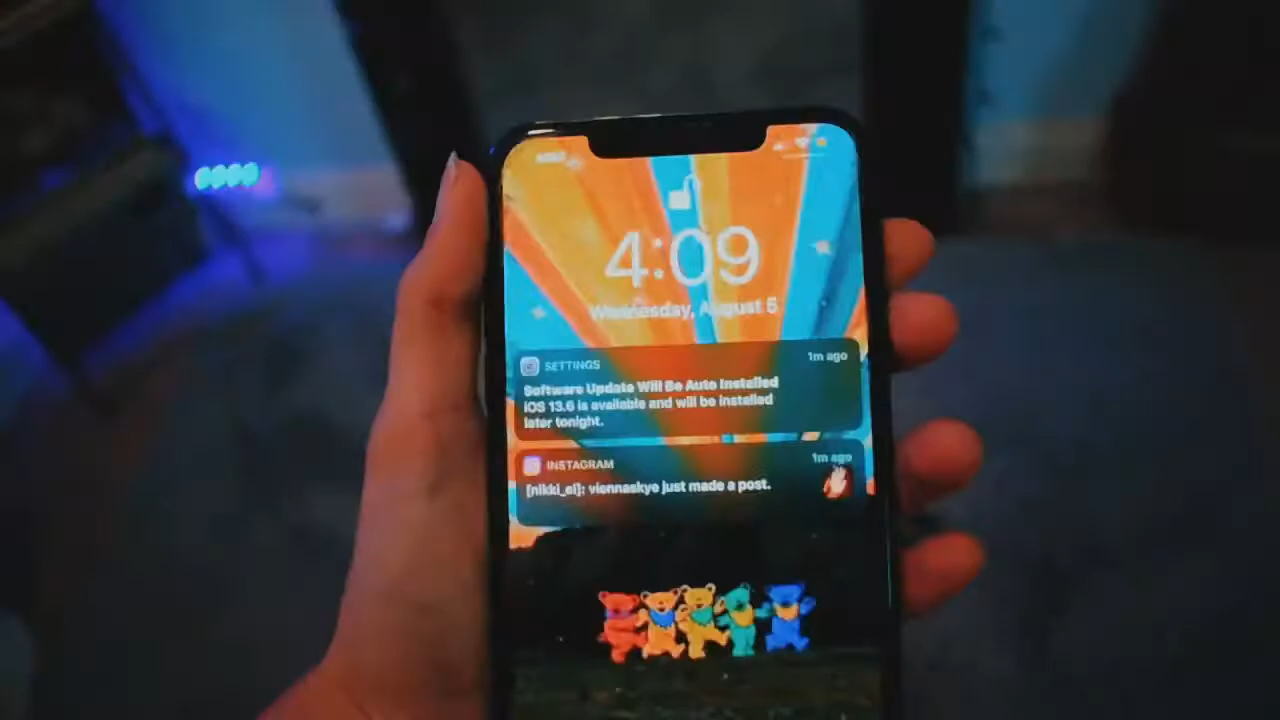 4:09
Wednesday, August 5
SETTINGS
1m ago
Software Update Will Be Auto Installed
iOS 13.6 is available and will be installed
later tonight.
INSTAGRAM
1m ago
[nikki_ei]: viennaskye just made a post.